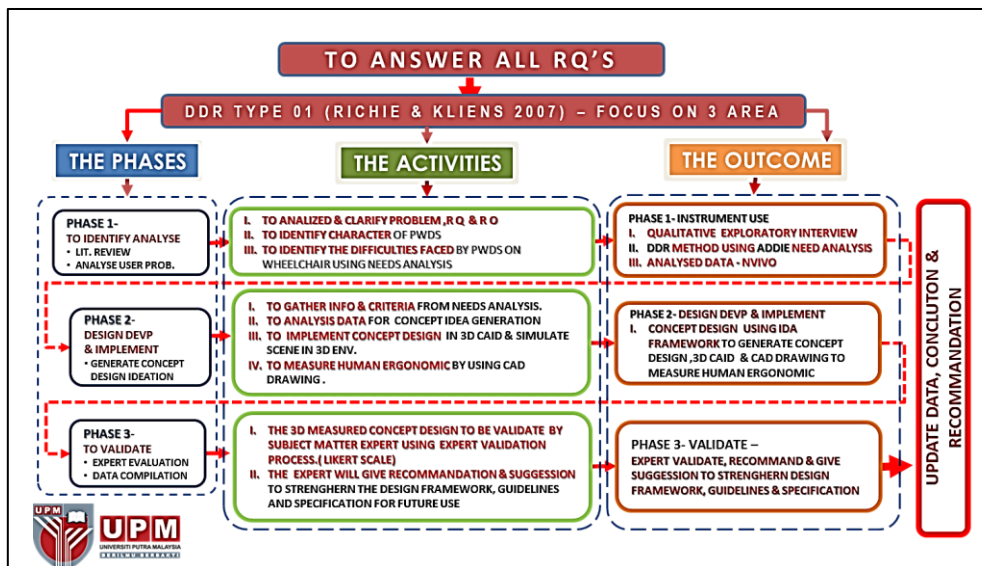 TO ANSWER ALL RQ'S
DDR TYPE 01 (RICHIE & KLIENS 2007) – FOCUS ON 3 AREA
THE PHASES
THE ACTIVITIES
THE OUTCOME
PHASE 1-
TO IDENTIFY ANALYSE
• LIT. REVIEW
• ANALYSE USER PROB.
I. TO ANALIZED & CLARIFY PROBLEM ,R Q & R O
II. TO IDENTIFY CHARACTER OF PWDS
III. TO IDENTIFY THE DIFFICULTIES FACED BY PWDS ON
WHEELCHAIR USING NEEDS ANALYSIS
PHASE 1- INSTRUMENT USE
I. QUALITATIVE EXPLORATORY INTERVIEW
II. DDR METHOD USING ADDIE NEED ANALYSIS
III. ANALYSED DATA - NVIVO
PHASE 2-
DESIGN DEVP
& IMPLEMENT
• GENERATE CONCEPT
DESIGN IDEATION
I. TO GATHER INFO & CRITERIA FROM NEEDS ANALYSIS.
II. TO ANALYSIS DATA FOR CONCEPT IDEA GENERATION
III. TO IMPLEMENT CONCEPT DESIGN IN 3D CAID & SIMULATE
SCENE IN 3D ENV.
IV. TO MEASURE HUMAN ERGONOMIC BY USING CAD
DRAWING .
PHASE 2- DESIGN DEVP & IMPLEMENT
I. CONCEPT DESIGN USING IDA
FRAMEWORK TO GENERATE CONCEPT
DESIGN ,3D CAID & CAD DRAWING TO
MEASURE HUMAN ERGONOMIC
PHASE 3-
TO VALIDATE
• EXPERT EVALUATION
• DATA COMPILATION
I. THE 3D MEASURED CONCEPT DESIGN TO BE VALIDATE BY
SUBJECT MATTER EXPERT USING EXPERT VALIDATION
PROCESS.( LIKERT SCALE)
II. THE EXPERT WILL GIVE RECOMMANDATION & SUGGESSION
TO STRENGHERN THE DESIGN FRAMEWORK, GUIDELINES
AND SPECIFICATION FOR FUTURE USE
PHASE 3- VALIDATE –
EXPERT VALIDATE, RECOMMAND & GIVE
SUGGESTION TO STRENGHERN DESIGN
FRAMEWORK, GUIDELINES & SPECIFICATION
UPDATE DATA, CONCLUTION &
RECOMMANDATION
UPM
UPM
UNIVERSITI PUTRA MALAYSIA
BERILMU BERBAKTI